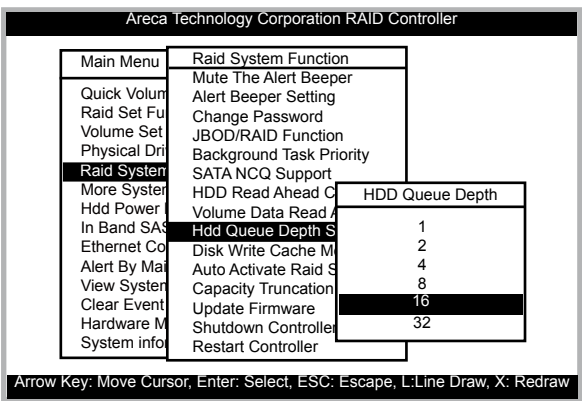 Areca Technology Corporation RAID Controller
Main Menu
Quick Volum
Raid Set Fu
Volume Set
Physical Dri
Raid System
More System
Hdd Power
In Band SAS
Ethernet Co
Alert By Mai
View System
Clear Event
Hardware M
System info
Raid System Function
Mute The Alert Beeper
Alert Beeper Setting
Change Password
JBOD/RAID Function
Background Task Priority
SATA NCQ Support
HDD Read Ahead C
Volume Data Read A
Hdd Queue Depth S
Disk Write Cache M
Auto Activate Raid S
Capacity Truncation
Update Firmware
Shutdown Controller
Restart Controller
HDD Queue Depth
1
2
4
8
16
32
Arrow Key: Move Cursor, Enter: Select, ESC: Escape, L:Line Draw, X: Redraw